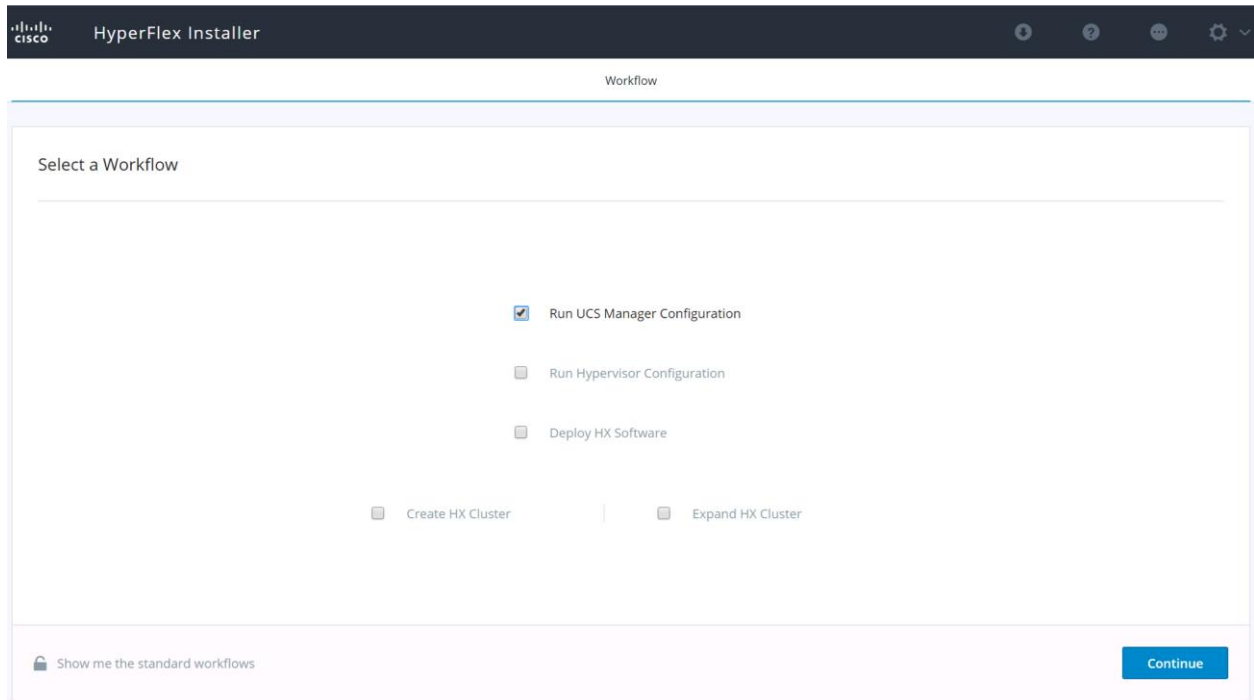 cisco HyperFlex Installer
Workflow
Select a Workflow
Run UCS Manager Configuration
Run Hypervisor Configuration
Deploy HX Software
Create HX Cluster Expand HX Cluster
Show me the standard workflows Continue